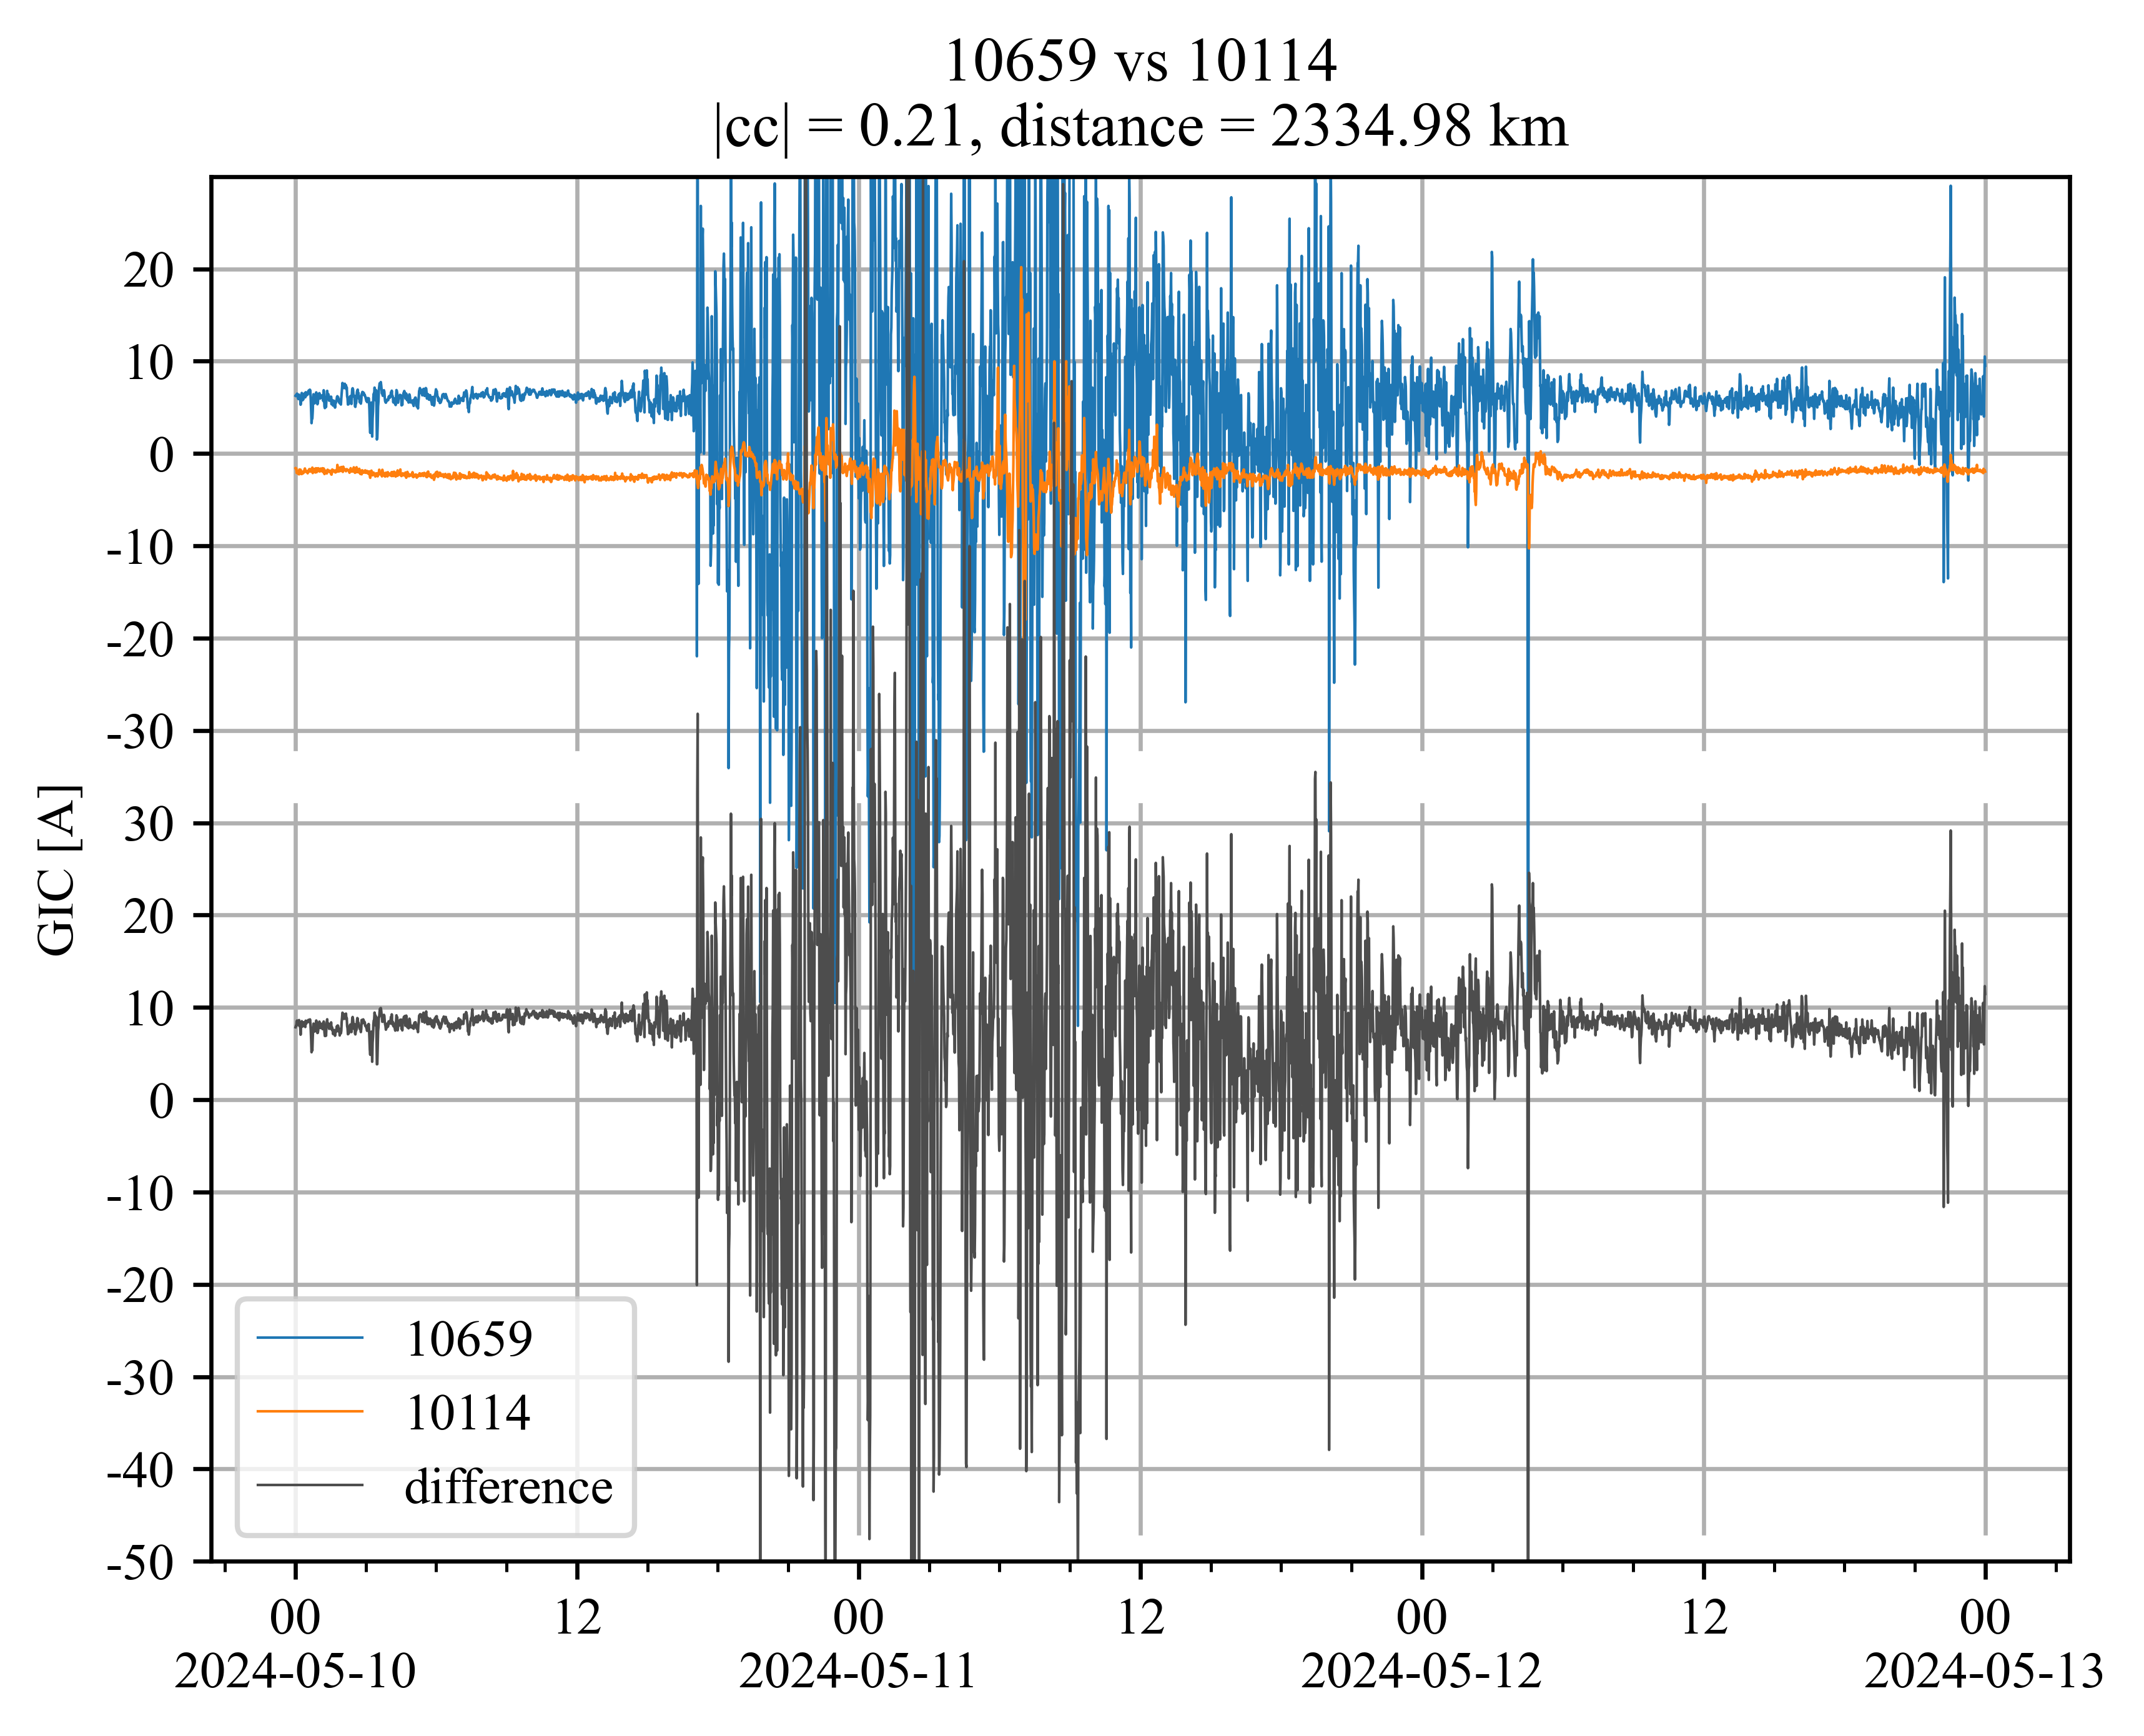 10659 vs 10114
|cc| = 0.21, distance = 2334.98 km
GIC [A]
20
10
0
-10
-20
-30
30
20
10
0
-10
-20
-30
-40
-50
10659
10114
difference
00 12 00 12 00 12 00
2024-05-10 2024-05-11 2024-05-12 2024-05-13